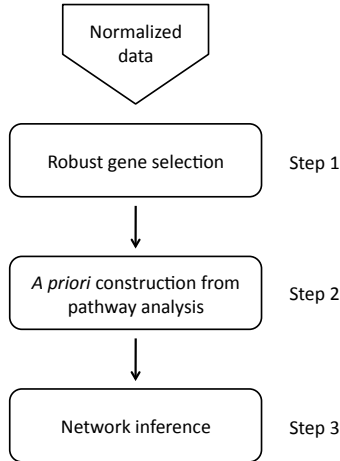 Normalized
data
Robust gene selection
Step 1
A priori construction from
pathway analysis
Step 2
Network inference
Step 3